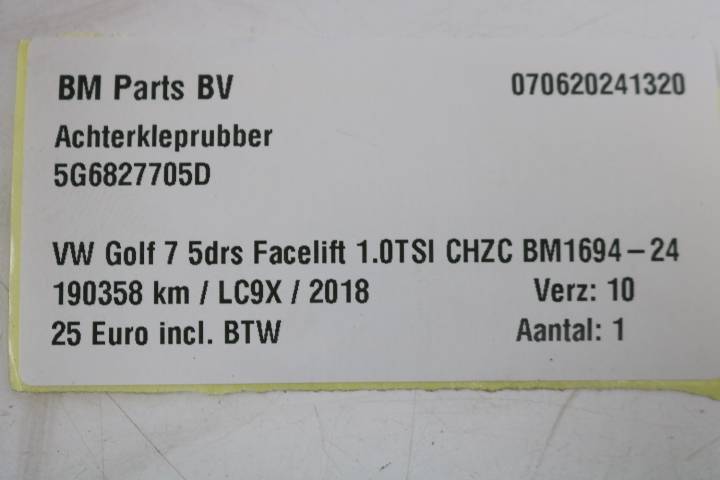 BM Parts BV 070620241320
Achterkleprubber
5G6827705D
VW Golf 7 5drs Facelift 1.0TSI CHZC BM1694-24
190358 km / LC9X / 2018 Verz: 10
25 Euro incl. BTW Aantal: 1